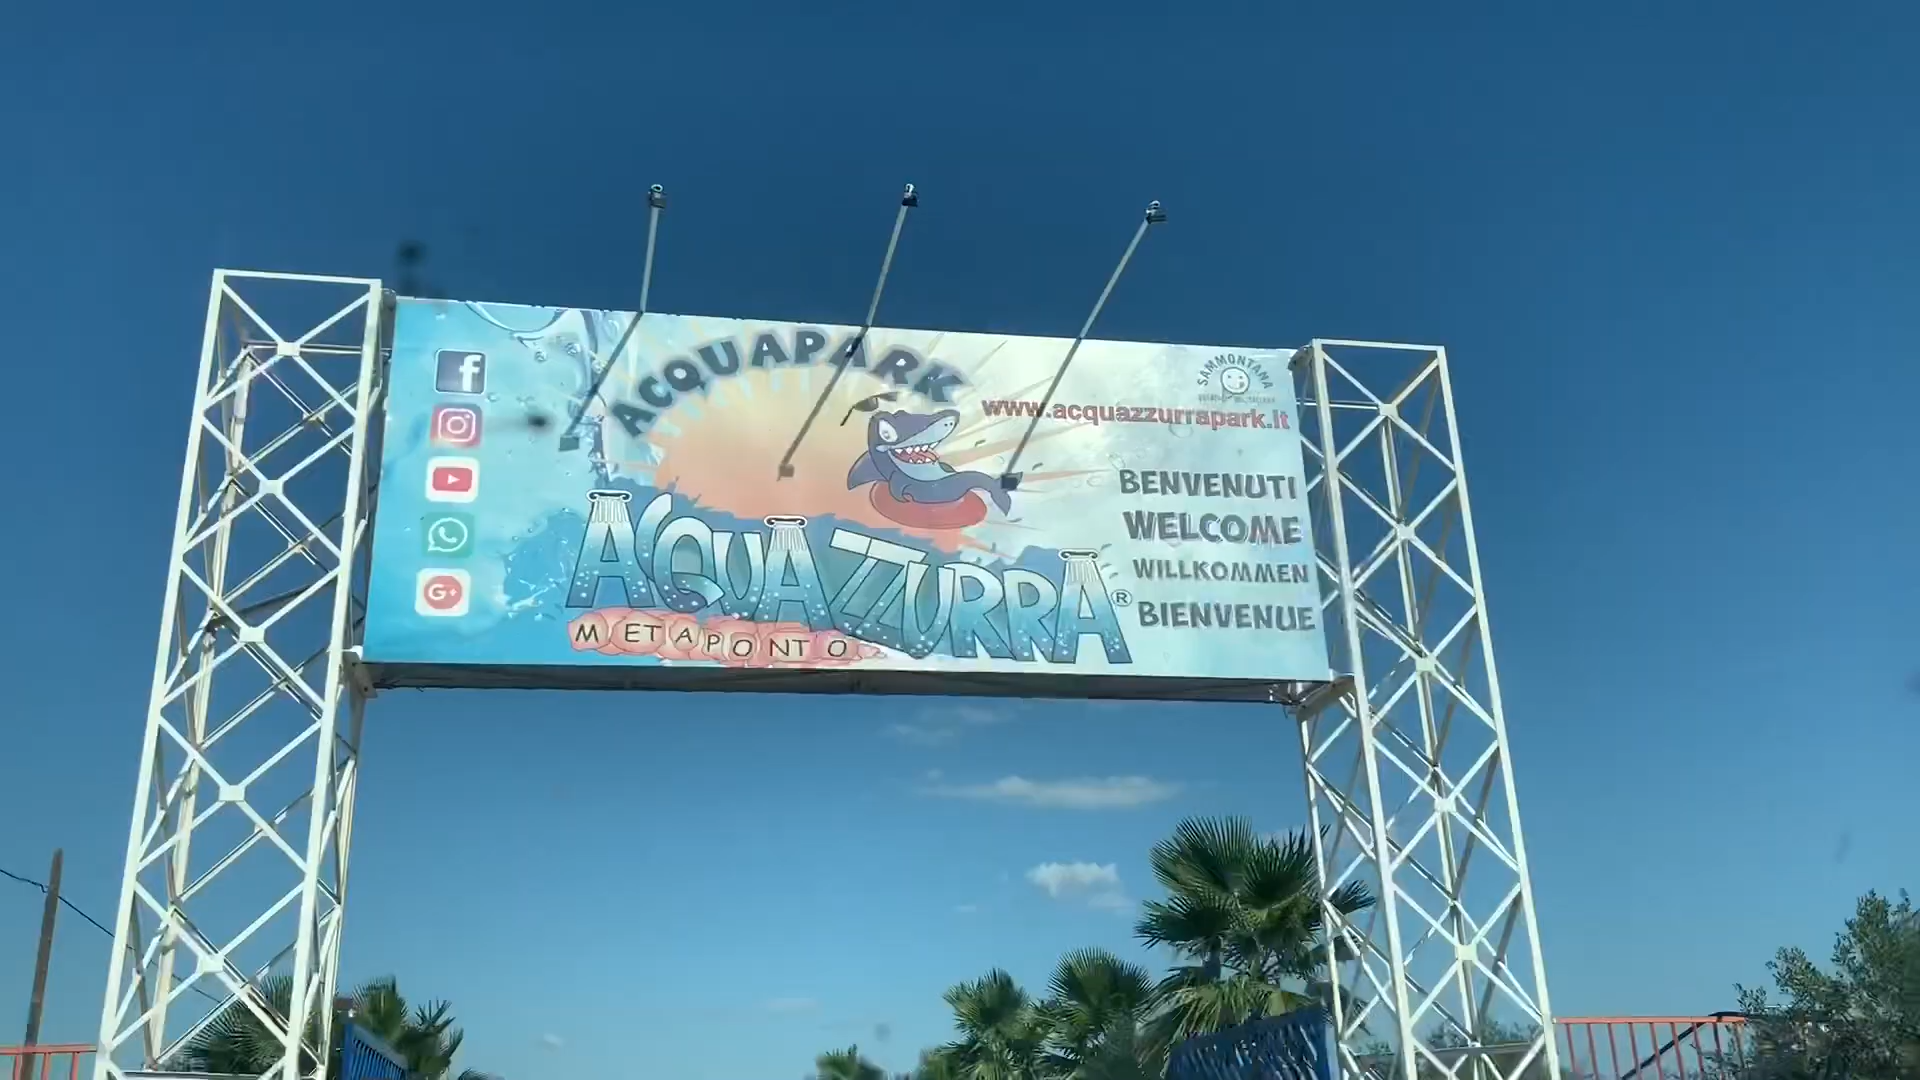 ACQUAPARK
SAMMONTANA
www.acquazzurrapark.it
f
G+
BENVENUTI
WELCOME
WILLKOMMEN
BIENVENUE
ACQUAZZURRA®
METAPONTO